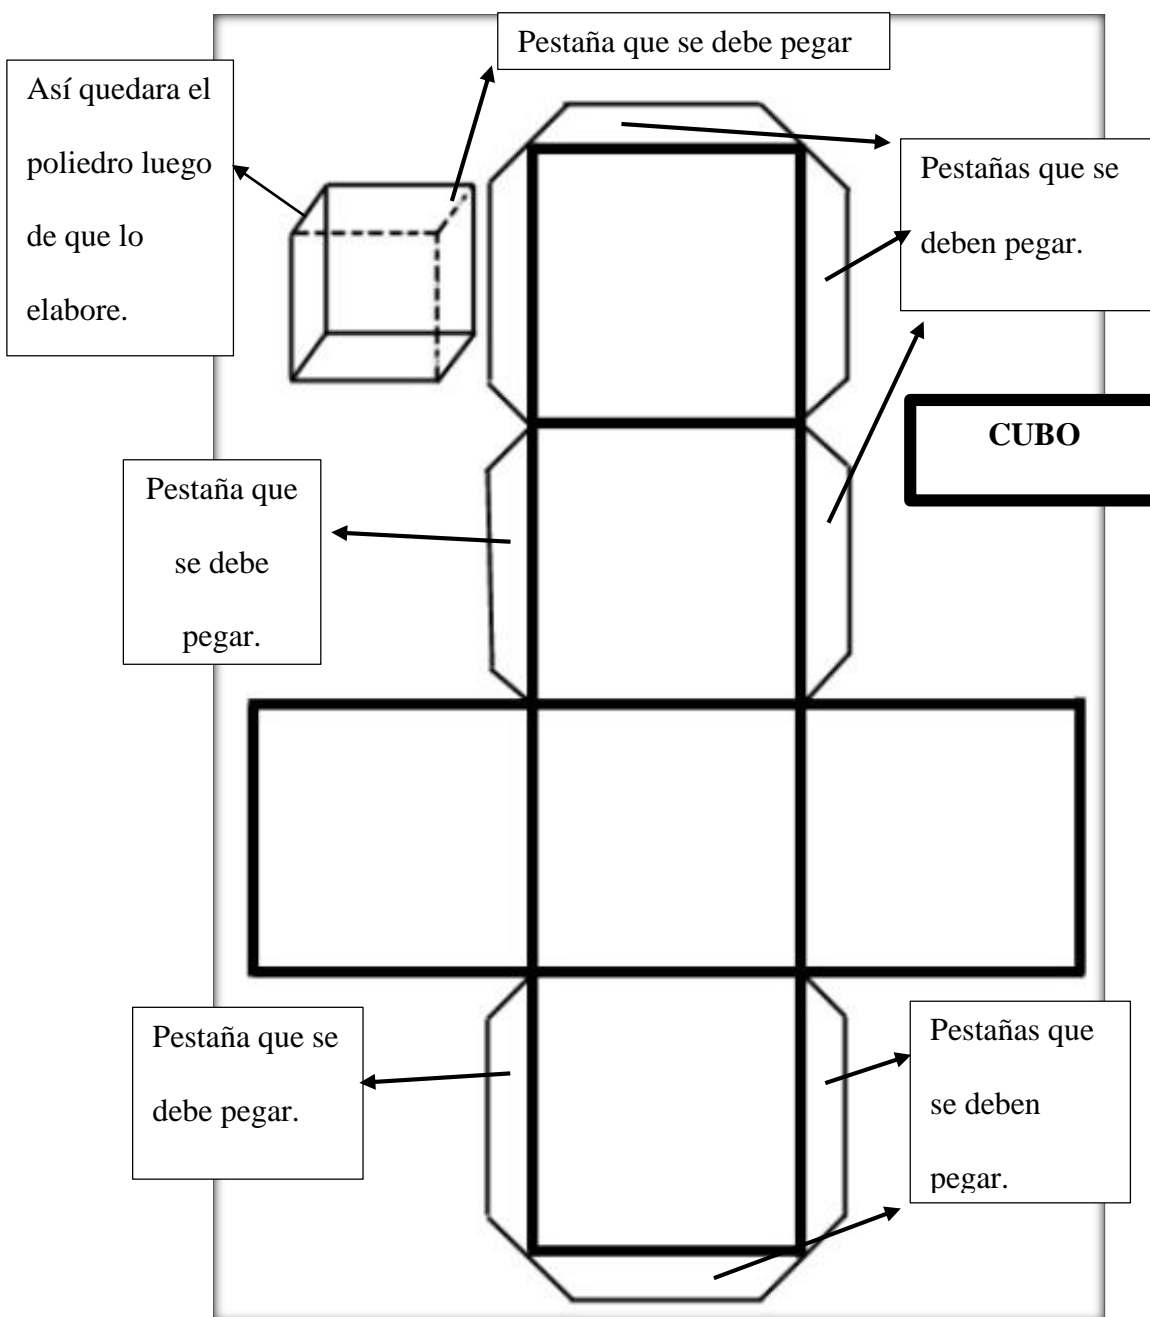 Pestaña que se debe pegar
Así quedara el
poliedro luego
de que lo
elabore.
Pestañas que se
deben pegar.
CUBO
Pestaña que
se debe
pegar.
Pestaña que se
debe pegar.
Pestañas que
se deben
pegar.